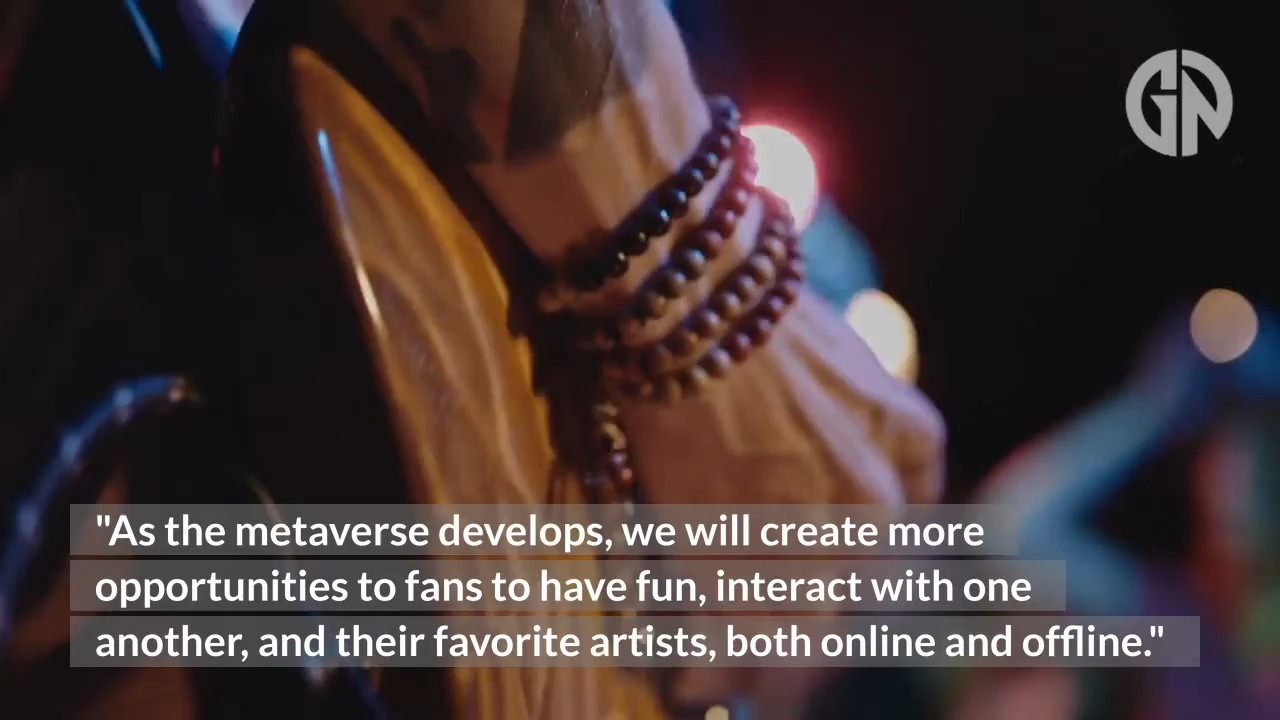 GN
"As the metaverse develops, we will create more
opportunities to fans to have fun, interact with one
another, and their favorite artists, both online and offline."